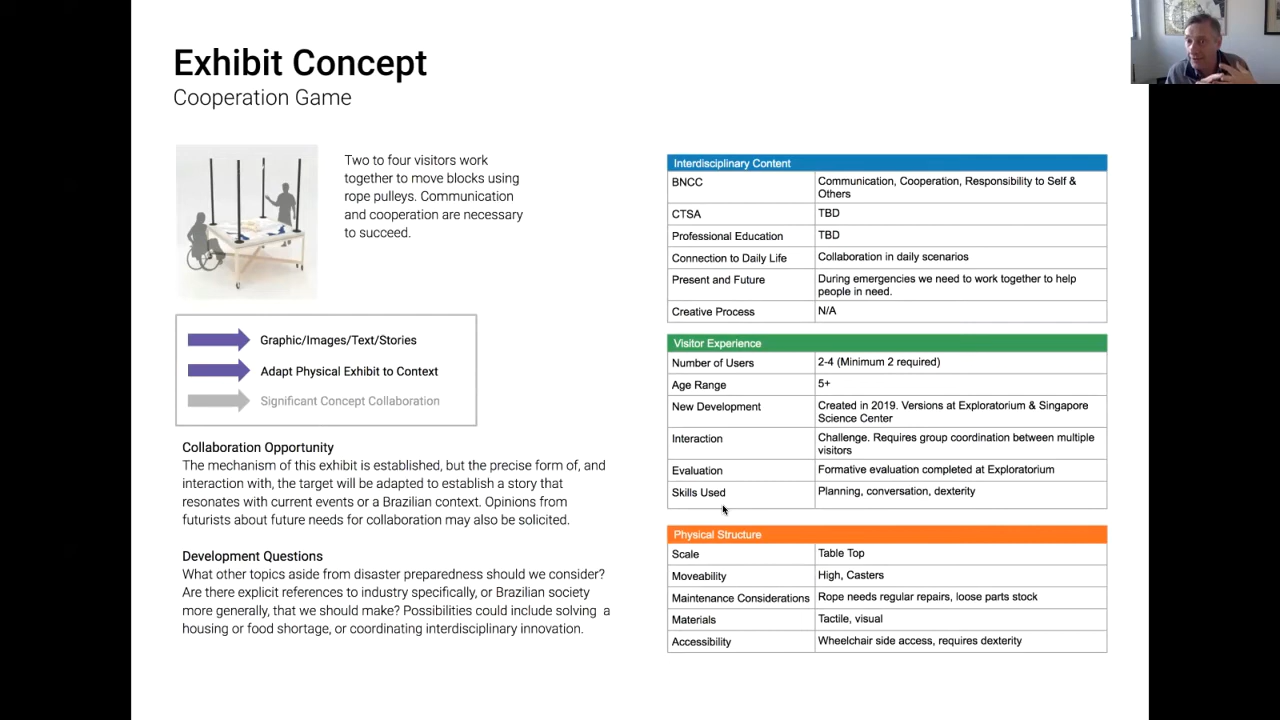 Exhibit Concept
Cooperation Game
Two to four visitors work
together to move blocks using
rope pulleys. Communication
and cooperation are necessary
to succeed.
Graphic/Images/Text/Stories
Adapt Physical Exhibit to Context
Significant Concept Collaboration
Collaboration Opportunity
The mechanism of this exhibit is established, but the precise form of, and
interaction with, the target will be adapted to establish a story that
resonates with current events or a Brazilian context. Opinions from
futurists about future needs for collaboration may also be solicited.
Development Questions
What other topics aside from disaster preparedness should we consider?
Are there explicit references to industry specifically, or Brazilian society
more generally, that we should make? Possibilities could include solving a
housing or food shortage, or coordinating interdisciplinary innovation.
Interdisciplinary Content
BNCC Communication, Cooperation, Responsibility to Self &
Others
CTSA TBD
Professional Education TBD
Connection to Daily Life Collaboration in daily scenarios
Present and Future During emergencies we need to work together to help
people in need.
Creative Process N/A
Visitor Experience
Number of Users 2-4 (Minimum 2 required)
Age Range 5+
New Development Created in 2019. Versions at Exploratorium & Singapore
Science Center
Interaction Challenge. Requires group coordination between multiple
visitors
Evaluation Formative evaluation completed at Exploratorium
Skills Used Planning, conversation, dexterity
Physical Structure
Scale Table Top
Moveability High, Casters
Maintenance Considerations Rope needs regular repairs, loose parts stock
Materials Tactile, visual
Accessibility Wheelchair side access, requires dexterity